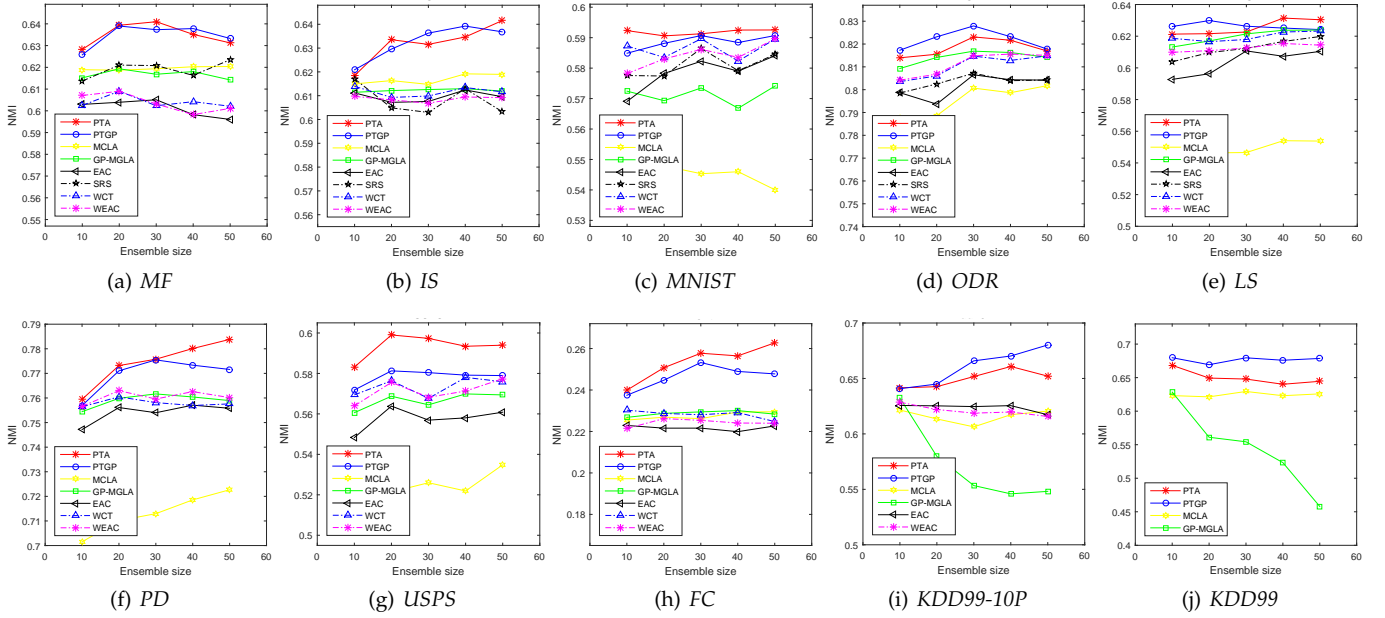 NMI
0.64
0.63
0.62
0.61
0.6
0.59
0.58
0.57
0.56
0.55
PTA
PTGP
MCLA
GP-MGLA
EAC
SRS
WCT
WEAC
0 10 20 30 40 50 60
Ensemble size
(a) MF
NMI
0.64
0.63
0.62
0.61
0.6
0.59
0.58
0.57
0.56
PTA
PTGP
MCLA
GP-MGLA
EAC
SRS
WCT
WEAC
0 10 20 30 40 50 60
Ensemble size
(b) IS
NMI
0.6
0.59
0.58
0.57
0.56
0.55
0.54
0.53
PTA
PTGP
MCLA
GP-MGLA
EAC
SRS
WCT
WEAC
0 10 20 30 40 50 60
Ensemble size
(c) MNIST
NMI
0.83
0.82
0.81
0.8
0.79
0.78
0.77
0.76
0.75
0.74
PTA
PTGP
MCLA
GP-MGLA
EAC
SRS
WCT
WEAC
0 10 20 30 40 50 60
Ensemble size
(d) ODR
NMI
0.64
0.62
0.6
0.58
0.56
0.54
0.52
0.5
PTA
PTGP
MCLA
GP-MGLA
EAC
SRS
WCT
WEAC
0 10 20 30 40 50 60
Ensemble size
(e) LS
NMI
0.79
0.78
0.77
0.76
0.75
0.74
0.73
0.72
0.71
0.7
PTA
PTGP
MCLA
GP-MGLA
EAC
WCT
WEAC
0 10 20 30 40 50 60
Ensemble size
(f) PD
NMI
0.6
0.58
0.56
0.54
0.52
0.5
PTA
PTGP
MCLA
GP-MGLA
EAC
WCT
WEAC
0 10 20 30 40 50 60
Ensemble size
(g) USPS
NMI
0.26
0.24
0.22
0.2
0.18
PTA
PTGP
MCLA
GP-MGLA
EAC
WCT
WEAC
0 10 20 30 40 50 60
Ensemble size
(h) FC
NMI
0.7
0.65
0.6
0.55
0.5
PTA
PTGP
MCLA
GP-MGLA
EAC
WEAC
0 10 20 30 40 50 60
Ensemble size
(i) KDD99-10P
NMI
0.7
0.65
0.6
0.55
0.5
0.45
0.4
PTA
PTGP
MCLA
GP-MGLA
0 10 20 30 40 50 60
Ensemble size
(j) KDD99